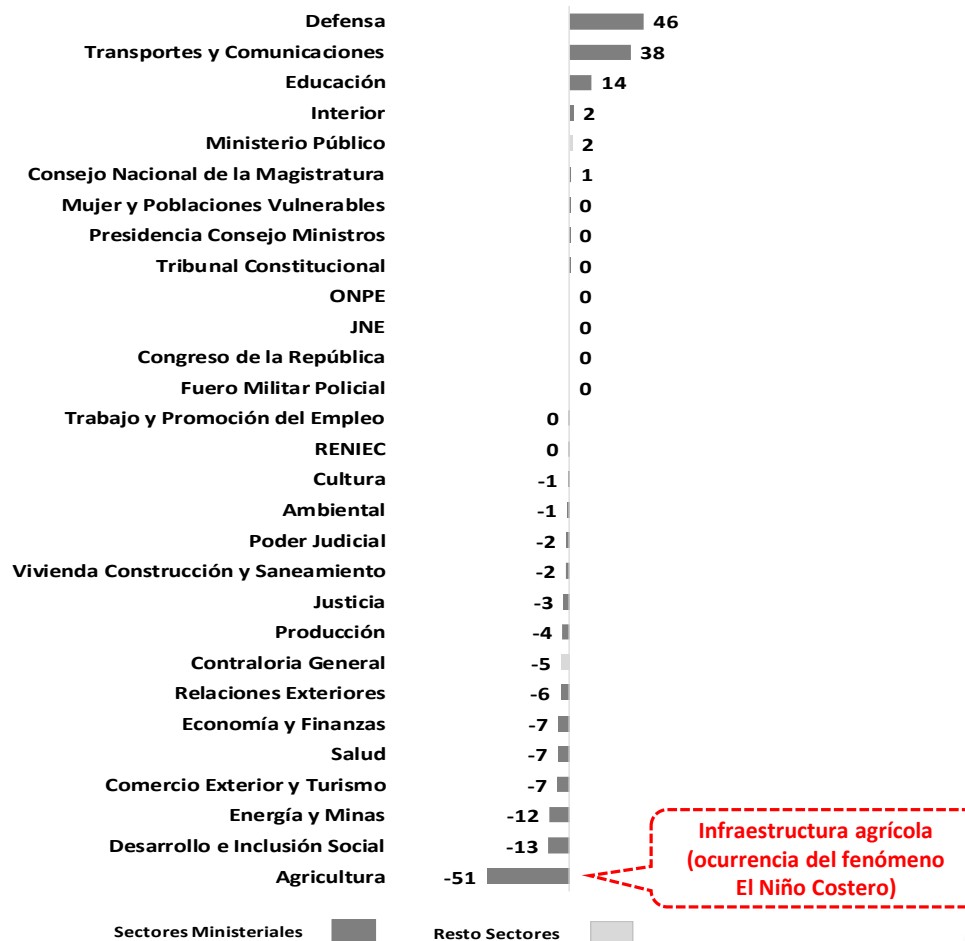 Defensa 46
Transportes y Comunicaciones 38
Educación 14
Interior 2
Ministerio Público 2
Consejo Nacional de la Magistratura 1
Mujer y Poblaciones Vulnerables 0
Presidencia Consejo Ministros 0
Tribunal Constitucional 0
ONPE 0
JNE 0
Congreso de la República 0
Fuero Militar Policial 0
Trabajo y Promoción del Empleo 0
RENIEC 0
Cultura -1
Ambiental -1
Poder Judicial -2
Vivienda Construcción y Saneamiento -2
Justicia -3
Producción -4
Contraloria General -5
Relaciones Exteriores -6
Economía y Finanzas -7
Salud -7
Comercio Exterior y Turismo -7
Energía y Minas -12
Desarrollo e Inclusión Social -13
Agricultura -51
Infraestructura agrícola
(ocurrencia del fenómeno
El Niño Costero)
Sectores Ministeriales Resto Sectores